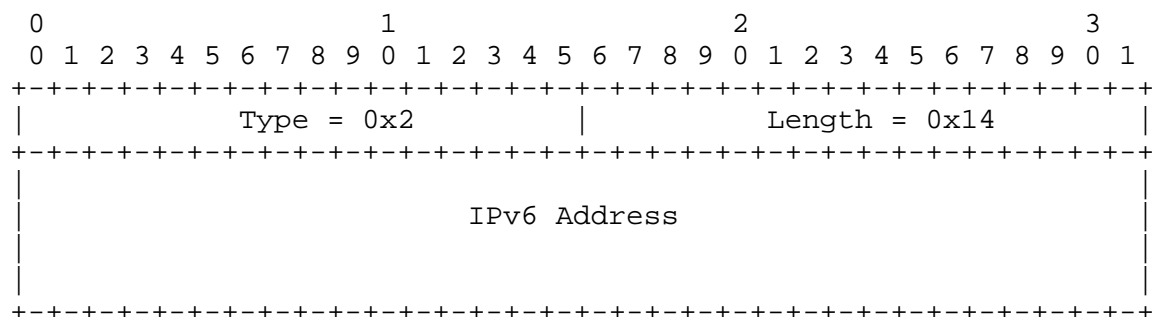 0                   1                   2                   3
 0 1 2 3 4 5 6 7 8 9 0 1 2 3 4 5 6 7 8 9 0 1 2 3 4 5 6 7 8 9 0 1
+-+-+-+-+-+-+-+-+-+-+-+-+-+-+-+-+-+-+-+-+-+-+-+-+-+-+-+-+-+-+-+-+
|            Type = 0x2         |          Length = 0x14        |
+-+-+-+-+-+-+-+-+-+-+-+-+-+-+-+-+-+-+-+-+-+-+-+-+-+-+-+-+-+-+-+-+
|                                                               |
|                         IPv6 Address                          |
|                                                               |
|                                                               |
+-+-+-+-+-+-+-+-+-+-+-+-+-+-+-+-+-+-+-+-+-+-+-+-+-+-+-+-+-+-+-+-+